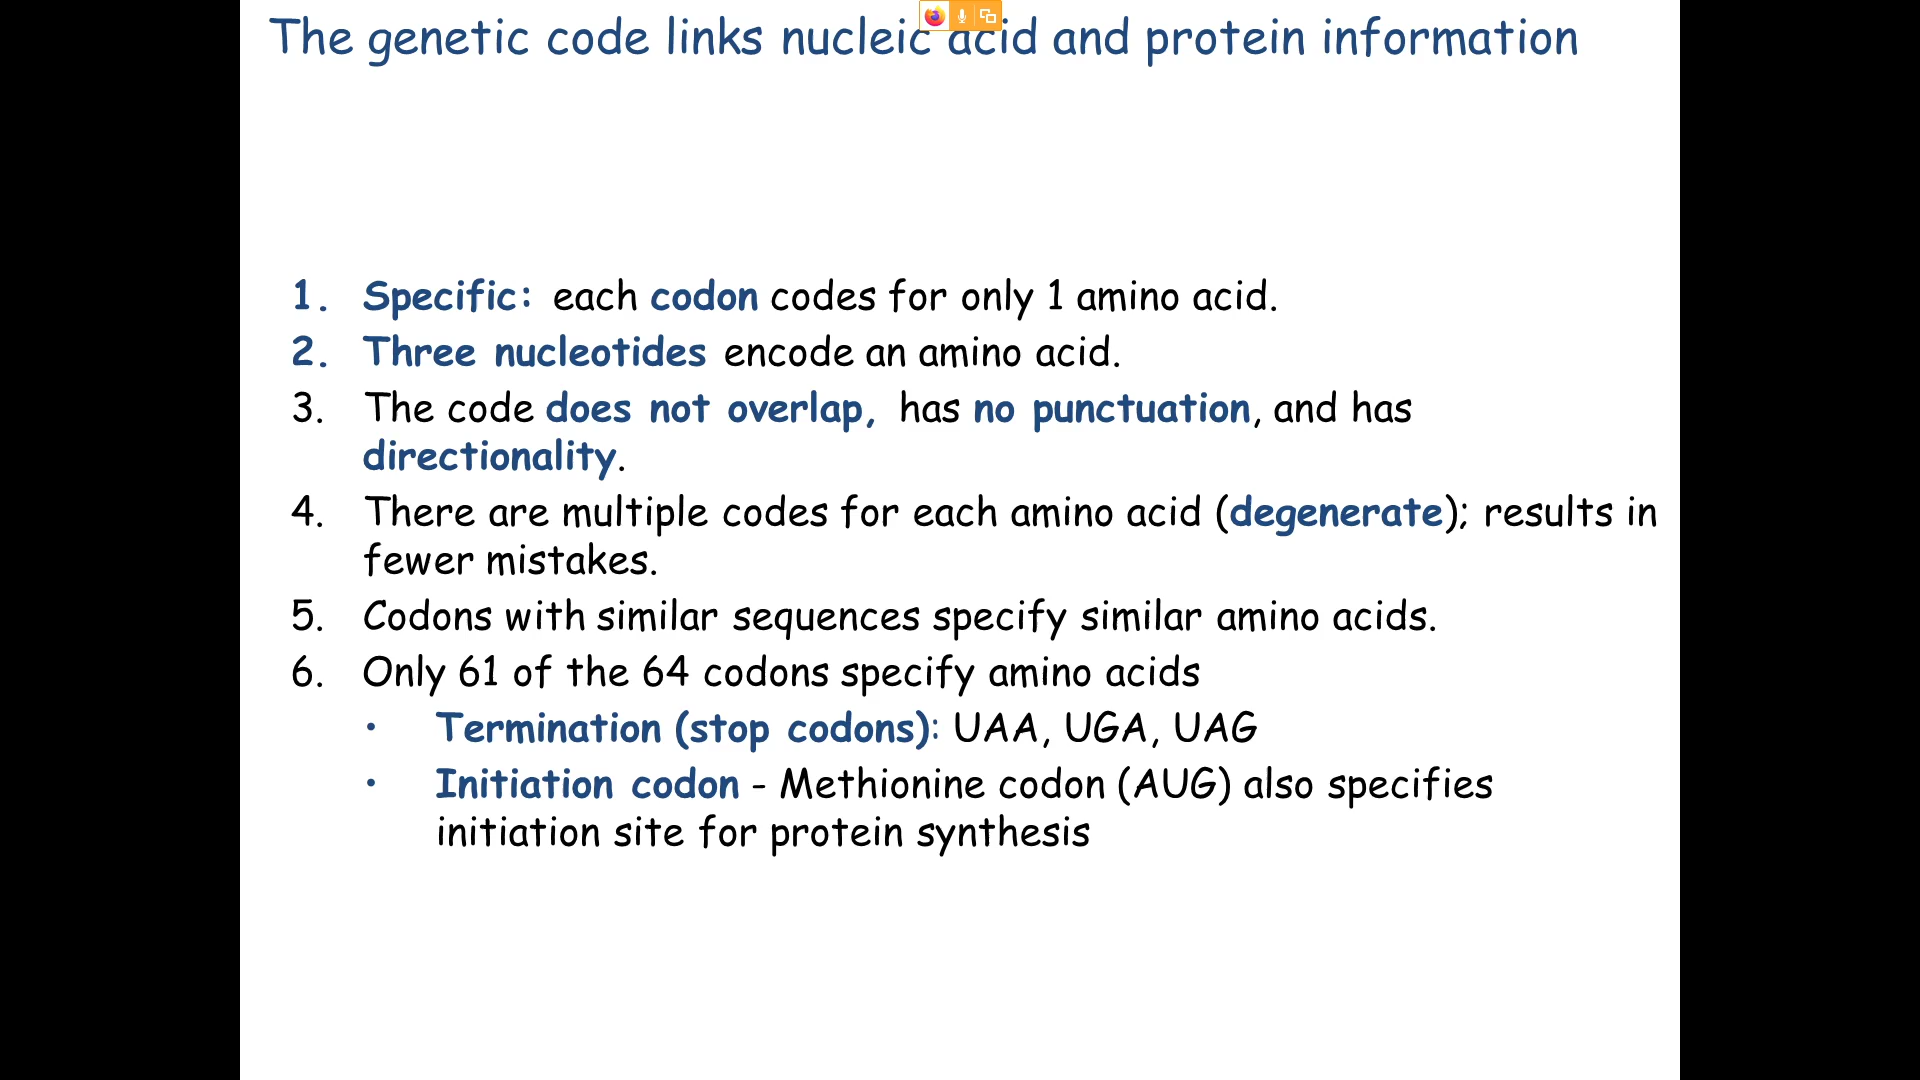 The genetic code links nucleic acid and protein information
1. Specific: each codon codes for only 1 amino acid.
2. Three nucleotides encode an amino acid.
3. The code does not overlap, has no punctuation, and has
directionality.
4. There are multiple codes for each amino acid (degenerate); results in
fewer mistakes.
5. Codons with similar sequences specify similar amino acids.
6. Only 61 of the 64 codons specify amino acids
• Termination (stop codons): UAA, UGA, UAG
• Initiation codon - Methionine codon (AUG) also specifies
initiation site for protein synthesis